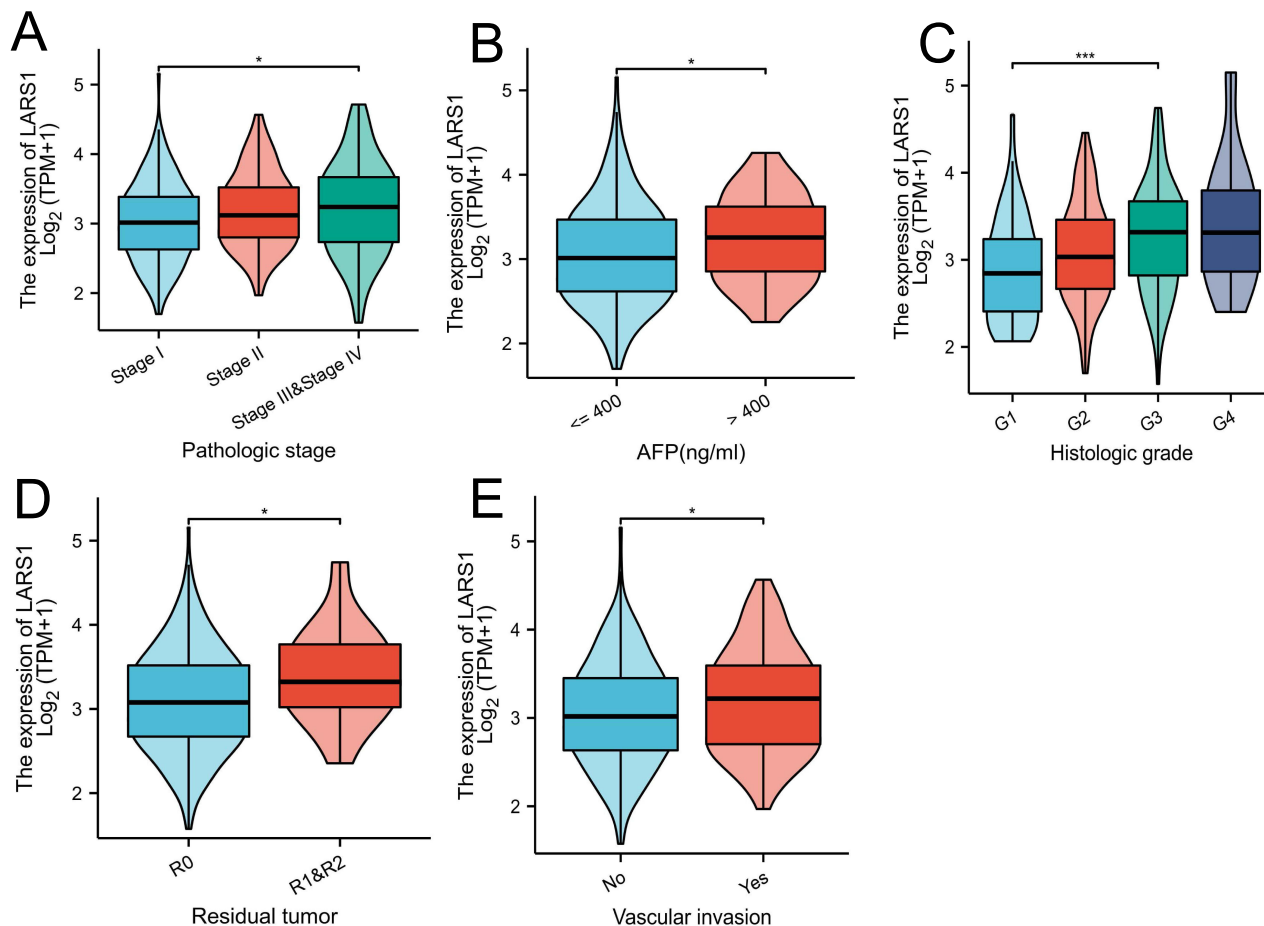 A
The expression of LARS1
Log2 (TPM+1)
5
4
3
2
*
Stage I
Stage II
Stage III&Stage IV
Pathologic stage
B
The expression of LARS1
Log2 (TPM+1)
5
4
3
2
*
<= 400
> 400
AFP(ng/ml)
C
The expression of LARS1
Log2 (TPM+1)
5
4
3
2
***
G1
G2
G3
G4
Histologic grade
D
The expression of LARS1
Log2 (TPM+1)
5
4
3
2
*
R0
R1&R2
Residual tumor
E
The expression of LARS1
Log2 (TPM+1)
5
4
3
2
*
No
Yes
Vascular invasion